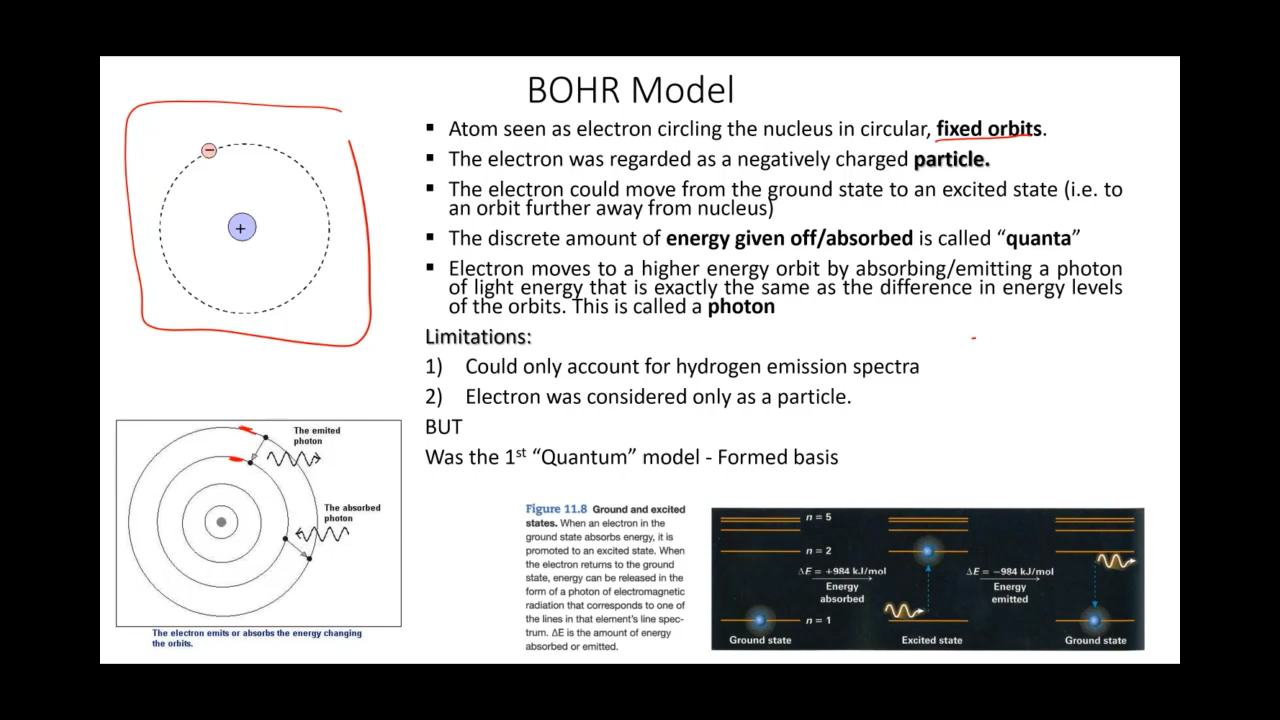 BOHR Model
▪ Atom seen as electron circling the nucleus in circular, fixed orbits.
▪ The electron was regarded as a negatively charged particle.
▪ The electron could move from the ground state to an excited state (i.e. to
an orbit further away from nucleus)
▪ The discrete amount of energy given off/absorbed is called “quanta”
▪ Electron moves to a higher energy orbit by absorbing/emitting a photon
of light energy that is exactly the same as the difference in energy levels
of the orbits. This is called a photon
Limitations:
1) Could only account for hydrogen emission spectra
2) Electron was considered only as a particle.
BUT
Was the 1st “Quantum” model - Formed basis
−
+
The emited
photon
The absorbed
photon
The electron emits or absorbs the energy changing
the orbits.
Figure 11.8 Ground and excited
states. When an electron in the
ground state absorbs energy, it is
promoted to an excited state. When
the electron returns to the ground
state, energy can be released in the
form of a photon of electromagnetic
radiation that corresponds to one of
the lines in that element's line spec-
trum. ΔE is the amount of energy
absorbed or emitted.
n = 5
n = 2
ΔE = +984 kJ/mol
Energy
absorbed
n = 1
Ground state
Excited state
ΔE = −984 kJ/mol
Energy
emitted
Ground state